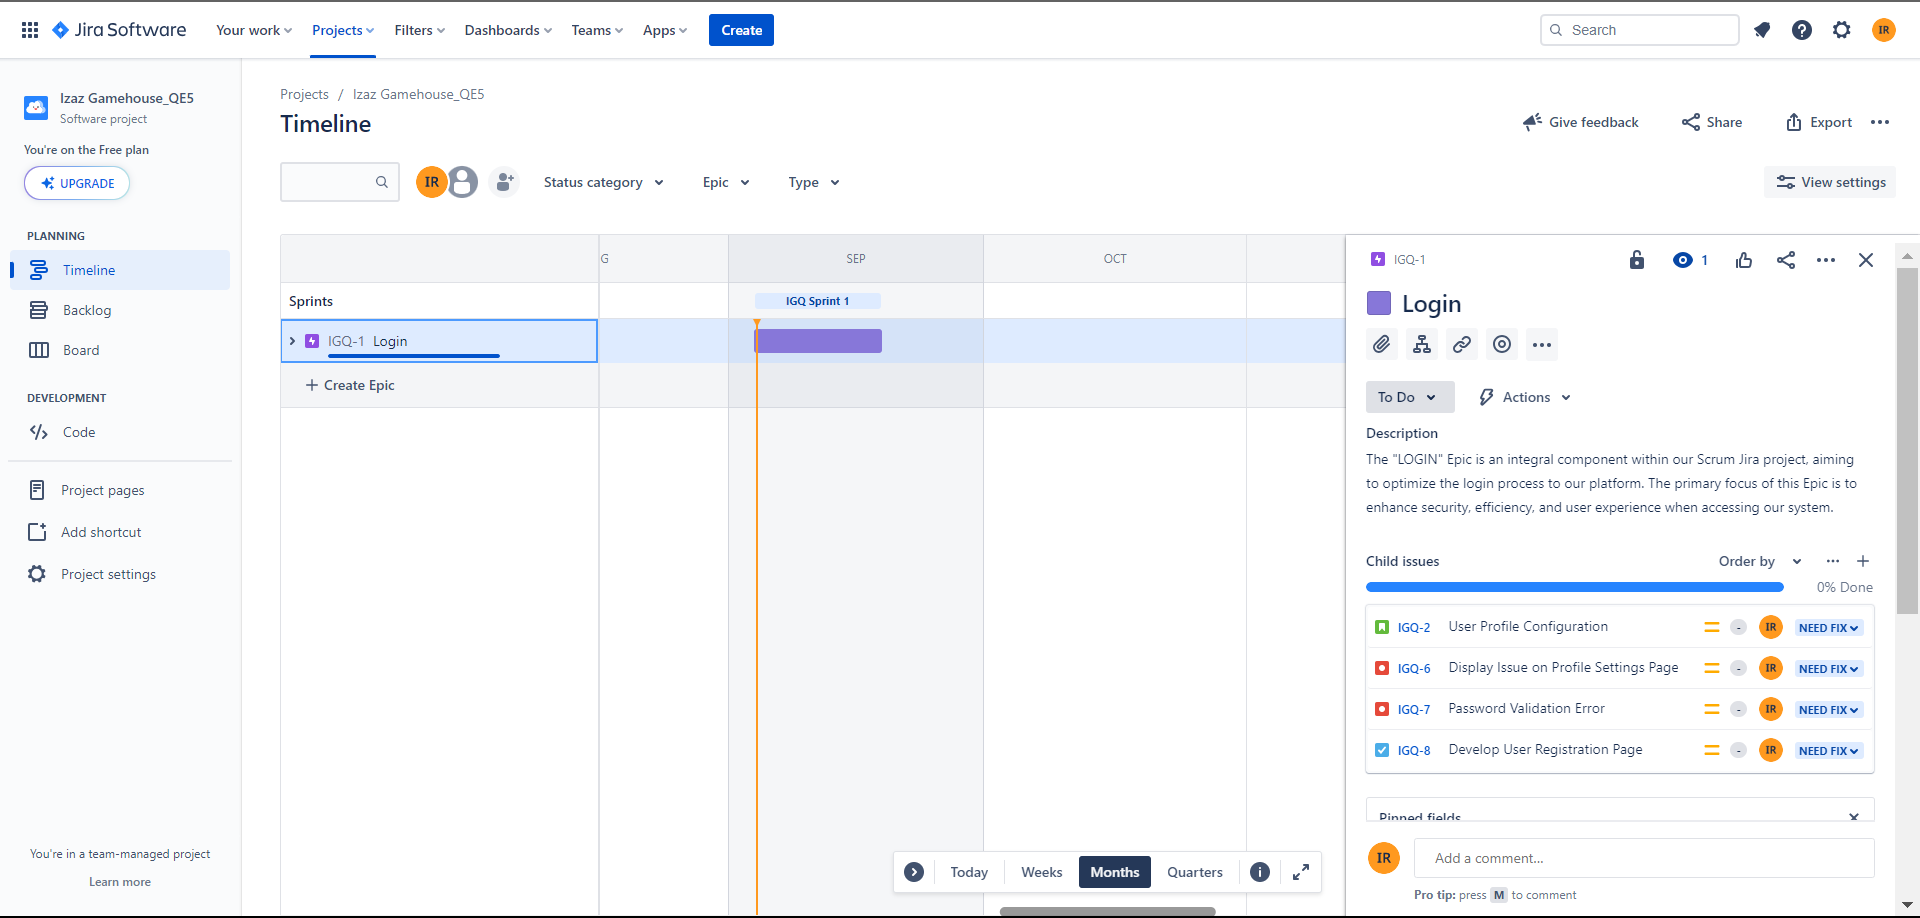 Jira Software
Your work
Projects
Filters
Dashboards
Teams
Apps
Create
Search
IR
Izaz Gamehouse_QE5
Software project
You're on the Free plan
UPGRADE
PLANNING
Timeline
Backlog
Board
DEVELOPMENT
Code
Project pages
Add shortcut
Project settings
You're in a team-managed project
Learn more
Projects / Izaz Gamehouse_QE5
Timeline
Give feedback
Share
Export
IR
Status category
Epic
Type
View settings
G
SEP
OCT
Sprints
IGQ Sprint 1
IGQ-1 Login
Create Epic
Today
Weeks
Months
Quarters
IGQ-1
1
Login
To Do
Actions
Description
The "LOGIN" Epic is an integral component within our Scrum Jira project, aiming
to optimize the login process to our platform. The primary focus of this Epic is to
enhance security, efficiency, and user experience when accessing our system.
Child issues
Order by
0% Done
IGQ-2 User Profile Configuration - IR NEED FIX
IGQ-6 Display Issue on Profile Settings Page - IR NEED FIX
IGQ-7 Password Validation Error - IR NEED FIX
IGQ-8 Develop User Registration Page - IR NEED FIX
Pinned fields
IR
Add a comment...
Pro tip: press M to comment